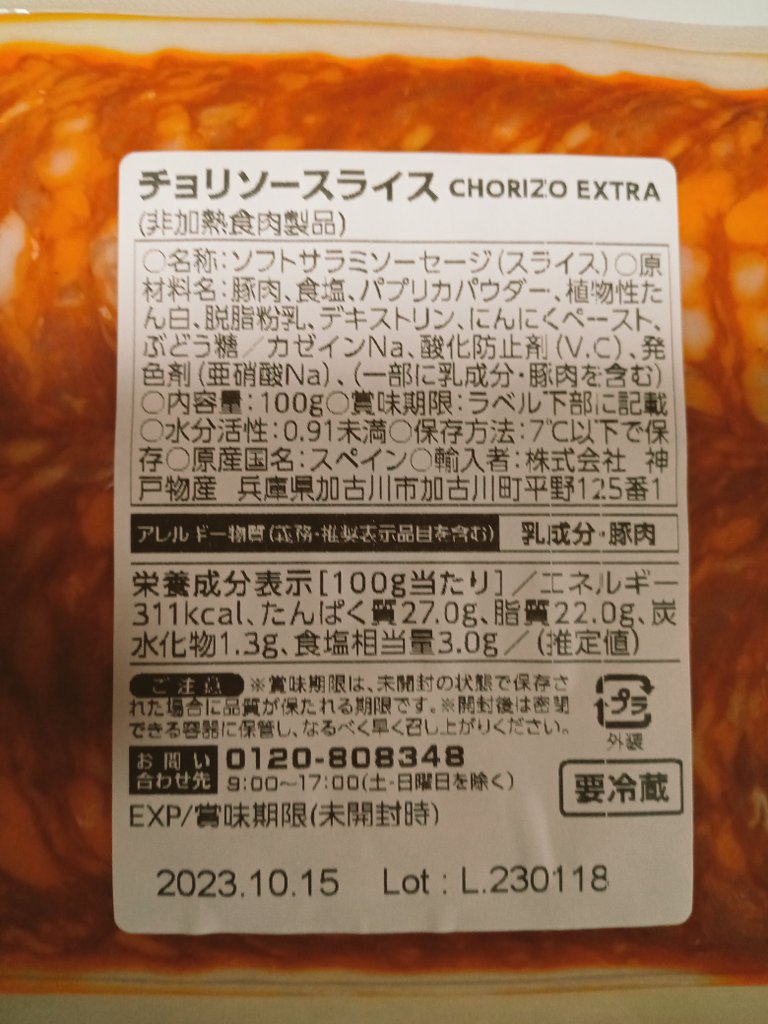 チョリソースライス CHORIZO EXTRA
(非加熱食肉製品)
○名称:ソフトサラミソーセージ(スライス)○原
材料名:豚肉、食塩、パプリカパウダー、植物性た
ん白、脱脂粉乳、デキストリン、にんにくペースト、
ぶどう糖/カゼインNa、酸化防止剤(V.C)、発
色剤(亜硝酸Na)、(一部に乳成分・豚肉を含む)
○内容量:100g○賞味期限:ラベル下部に記載
○水分活性:0.91未満○保存方法:7℃以下で保
存○原産国名:スペイン○輸入者:株式会社 神
戸物産 兵庫県加古川市加古川町平野125番1
アレルギー物質(義務・推奨表示品目を含む) 乳成分・豚肉
栄養成分表示[100g当たり]/エネルギー
311kcal、たんぱく質27.0g、脂質22.0g、炭
水化物1.3g、食塩相当量3.0g/(推定値)
ご注意 ※賞味期限は、未開封の状態で保存さ
れた場合に品質が保たれる期限です。※開封後は密閉
できる容器に保管し、なるべく早く召し上がりください。
プラ
外装
お問い
合わせ先
0120-808348
9:00～17:00(土・日曜日を除く)
要冷蔵
EXP/賞味期限(未開封時)
2023.10.15 Lot : L.230118